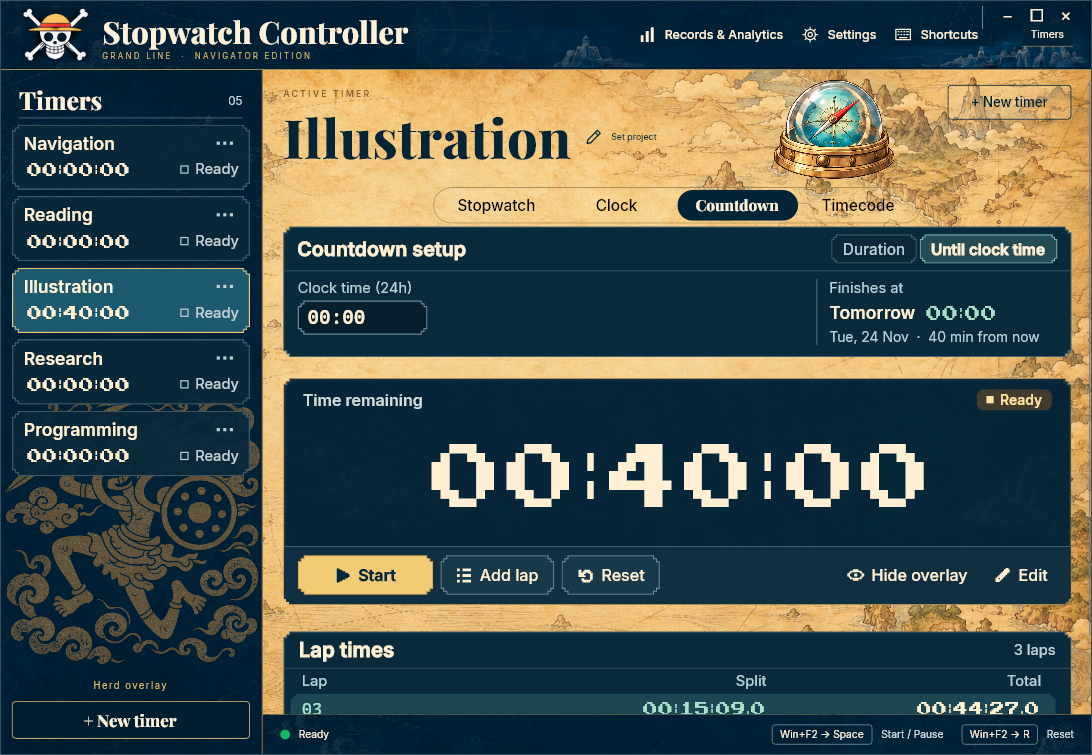 Stopwatch Controller
GRAND LINE · NAVIGATOR EDITION
Records & Analytics
Settings
Shortcuts
Timers
Timers
05
Navigation
00:00:00
Ready
Reading
00:00:00
Ready
Illustration
00:40:00
Ready
Research
00:00:00
Ready
Programming
00:00:00
Ready
Herd overlay
+ New timer
ACTIVE TIMER
Illustration
Set project
+ New timer
Stopwatch
Clock
Countdown
Timecode
Countdown setup
Duration
Until clock time
Clock time (24h)
00:00
Finishes at
Tomorrow 00:00
Tue, 24 Nov · 40 min from now
Time remaining
Ready
00:40:00
Start
Add lap
Reset
Hide overlay
Edit
Lap times
3 laps
Lap Split Total
03 00:15:09.0 00:44:27.0
Ready
Win+F2 → Space Start / Pause
Win+F2 → R Reset